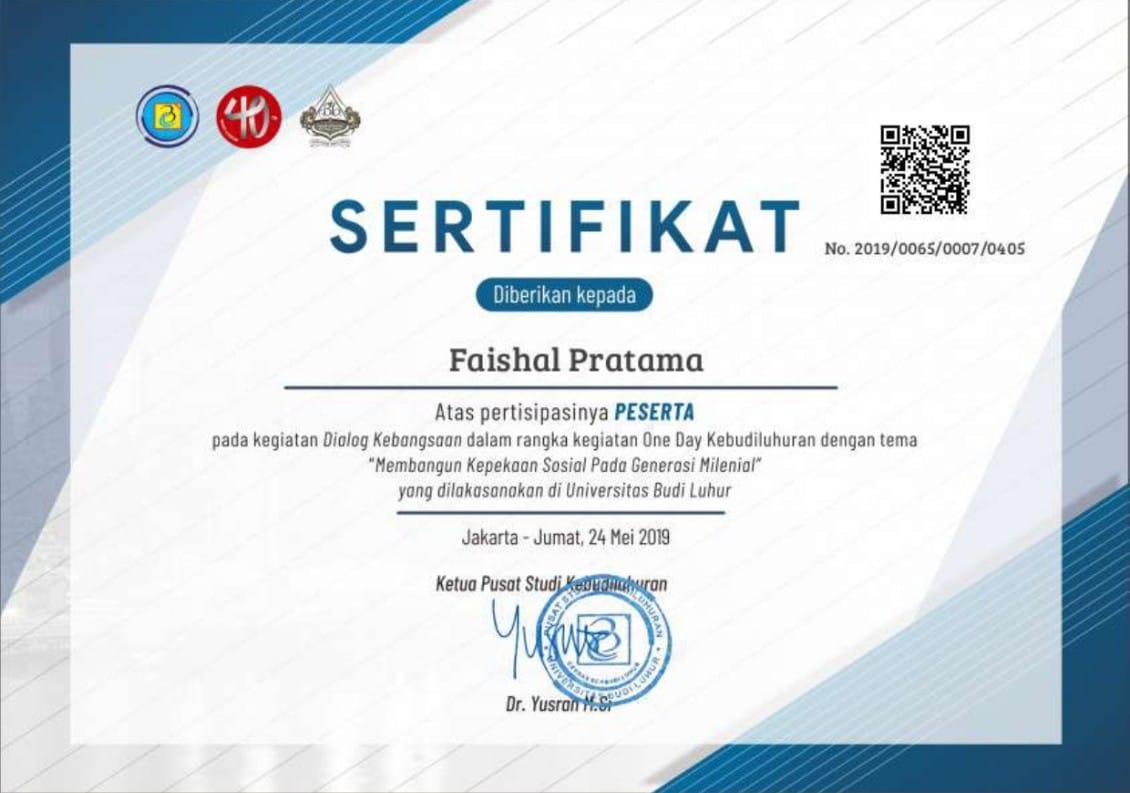 40
SERTIFIKAT
No. 2019/0065/0007/0405
Diberikan kepada
Faishal Pratama
Atas pertisipasinya PESERTA
pada kegiatan Dialog Kebangsaan dalam rangka kegiatan One Day Kebudiluhuran dengan tema
"Membangun Kepekaan Sosial Pada Generasi Milenial"
yang dilakasanakan di Universitas Budi Luhur
Jakarta - Jumat, 24 Mei 2019
Ketua Pusat Studi Kebudiluhuran
PUSAT STUDI KEBUDILUHURAN
UNIVERSITAS BUDI LUHUR
Dr. Yusran M.Si